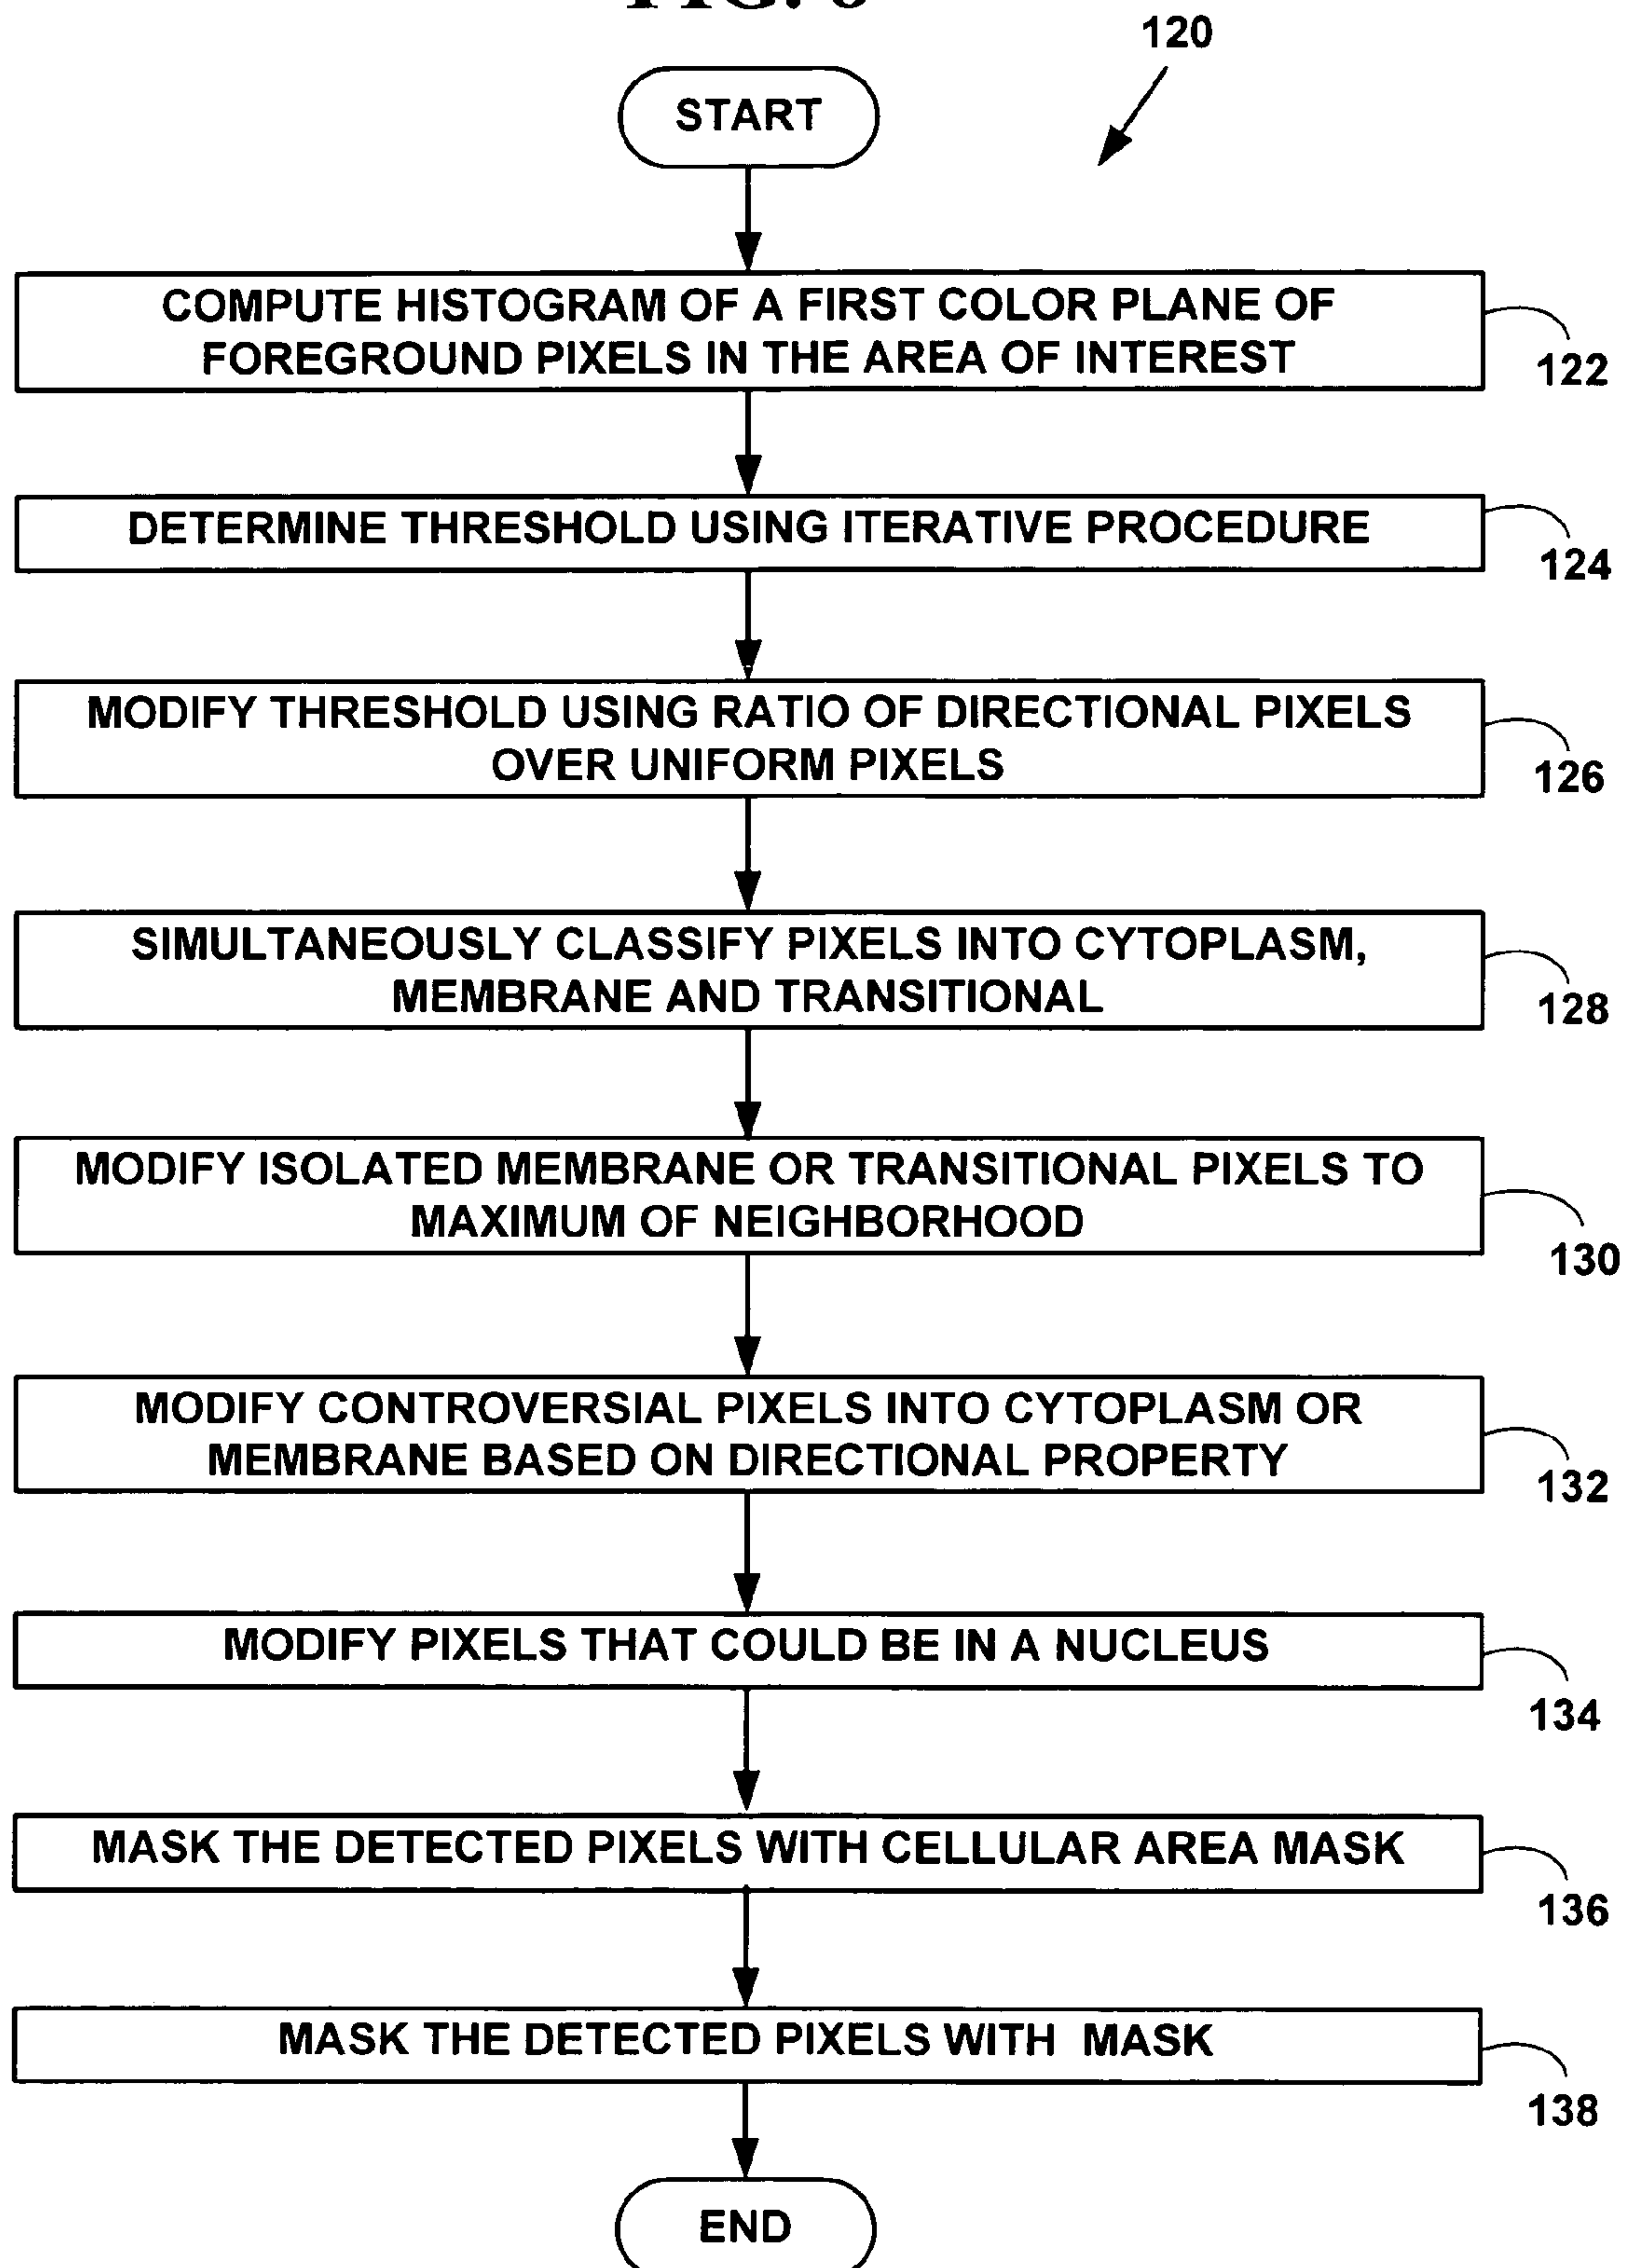 120
START
COMPUTE HISTOGRAM OF A FIRST COLOR PLANE OF
FOREGROUND PIXELS IN THE AREA OF INTEREST
122
DETERMINE THRESHOLD USING ITERATIVE PROCEDURE
124
MODIFY THRESHOLD USING RATIO OF DIRECTIONAL PIXELS
OVER UNIFORM PIXELS
126
SIMULTANEOUSLY CLASSIFY PIXELS INTO CYTOPLASM,
MEMBRANE AND TRANSITIONAL
128
MODIFY ISOLATED MEMBRANE OR TRANSITIONAL PIXELS TO
MAXIMUM OF NEIGHBORHOOD
130
MODIFY CONTROVERSIAL PIXELS INTO CYTOPLASM OR
MEMBRANE BASED ON DIRECTIONAL PROPERTY
132
MODIFY PIXELS THAT COULD BE IN A NUCLEUS
134
MASK THE DETECTED PIXELS WITH CELLULAR AREA MASK
136
MASK THE DETECTED PIXELS WITH MASK
138
END